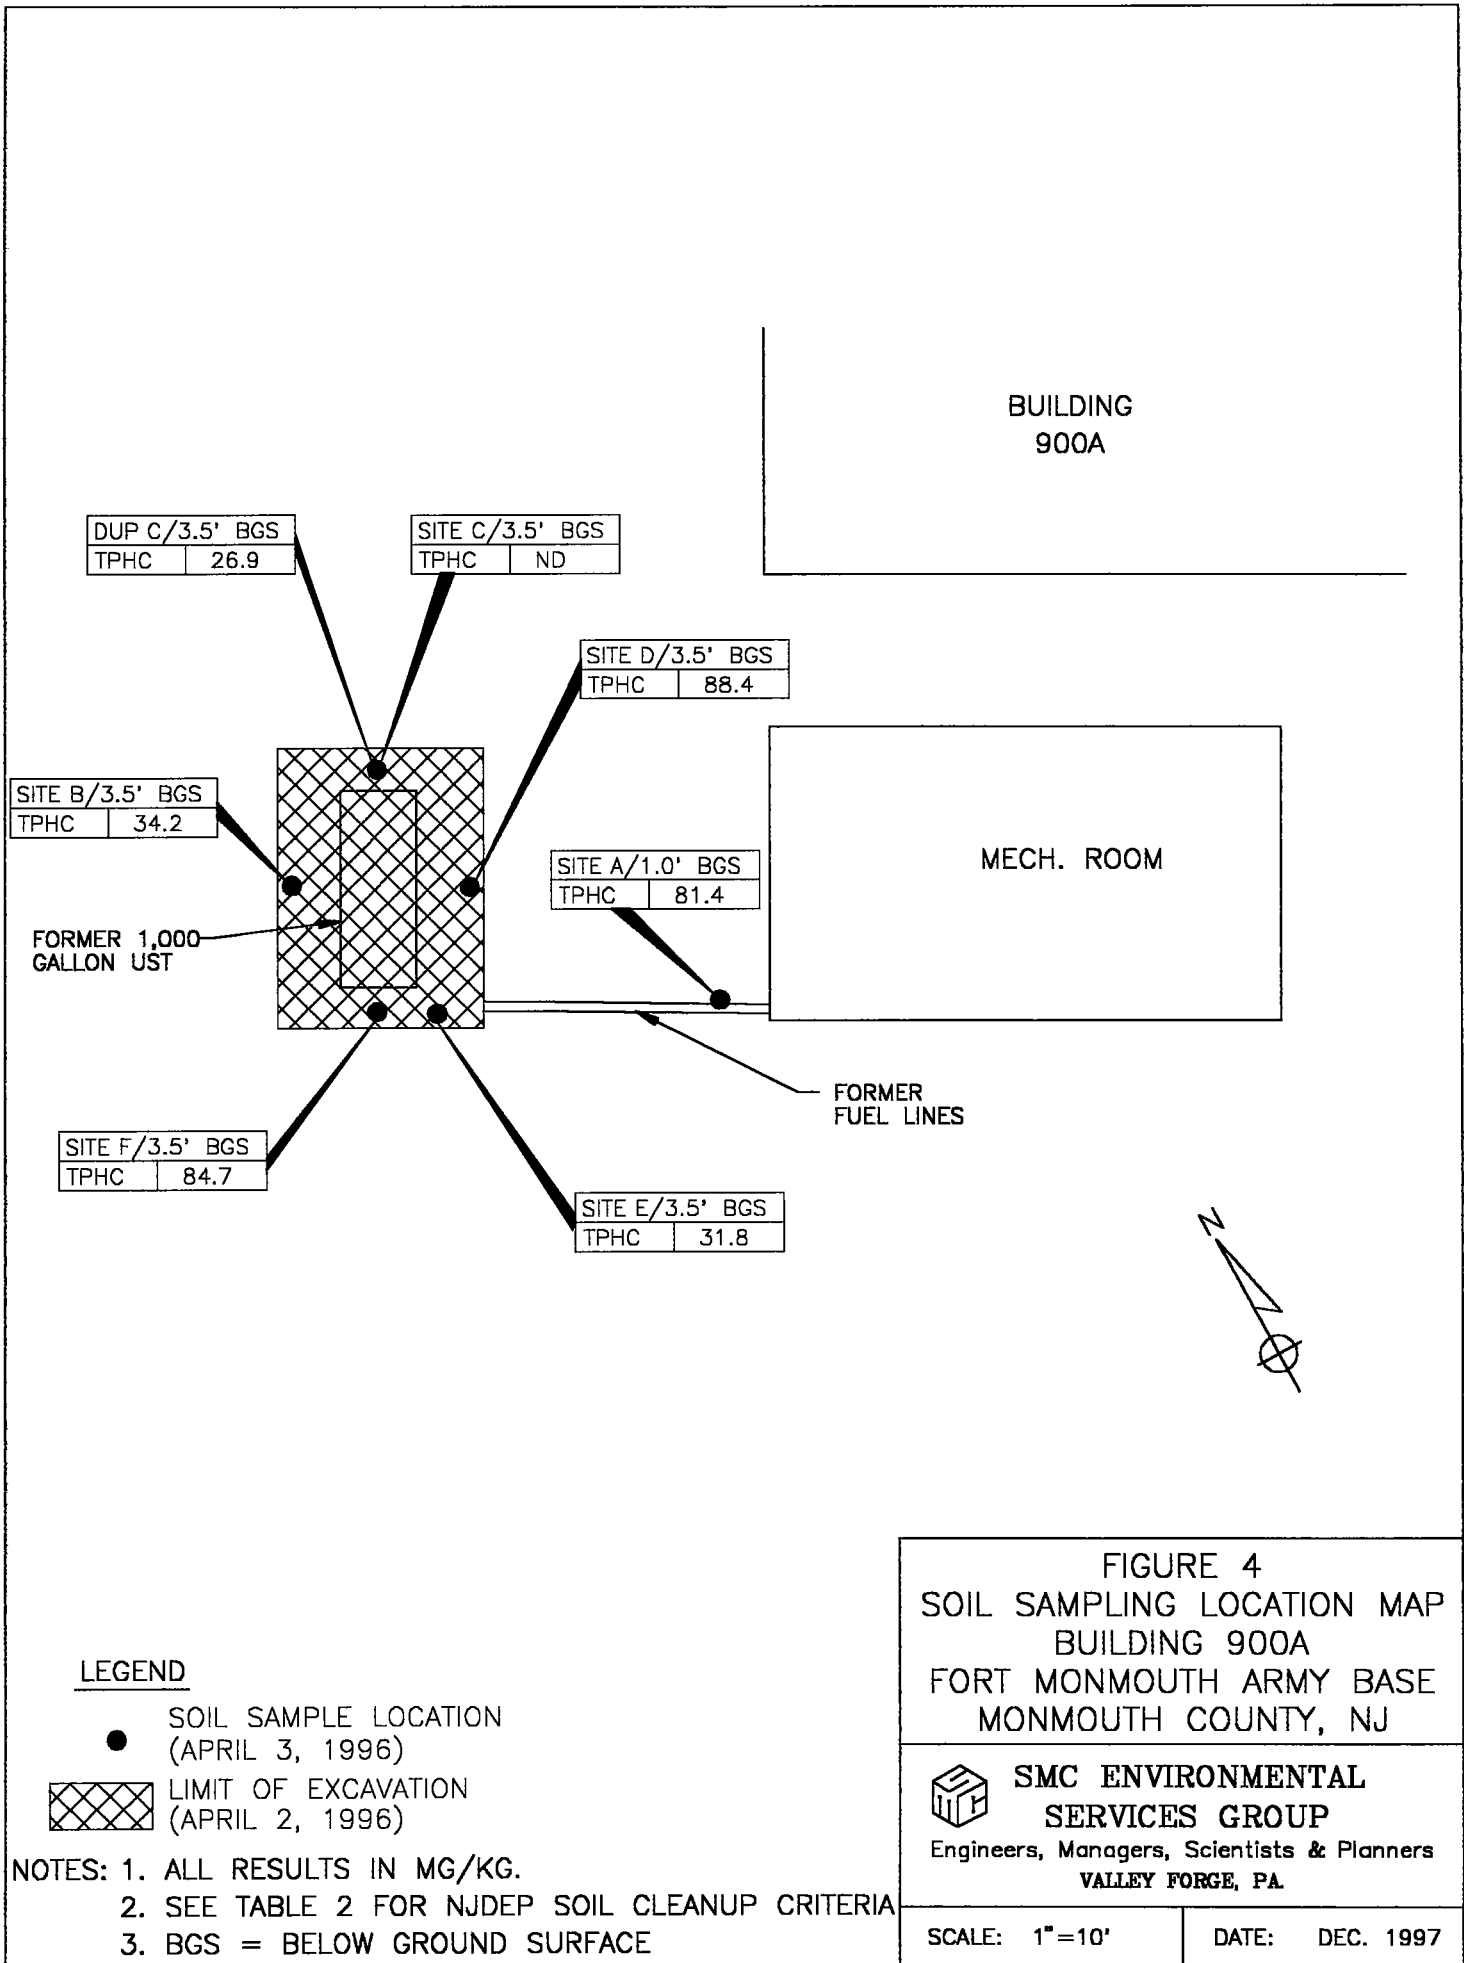 BUILDING
900A
DUP C/3.5' BGS
TPHC 26.9
SITE C/3.5' BGS
TPHC ND
SITE D/3.5' BGS
TPHC 88.4
SITE B/3.5' BGS
TPHC 34.2
SITE A/1.0' BGS
TPHC 81.4
MECH. ROOM
FORMER 1,000
GALLON UST
FORMER
FUEL LINES
SITE F/3.5' BGS
TPHC 84.7
SITE E/3.5' BGS
TPHC 31.8
N
LEGEND
SOIL SAMPLE LOCATION
(APRIL 3, 1996)
LIMIT OF EXCAVATION
(APRIL 2, 1996)
NOTES: 1. ALL RESULTS IN MG/KG.
2. SEE TABLE 2 FOR NJDEP SOIL CLEANUP CRITERIA
3. BGS = BELOW GROUND SURFACE
FIGURE 4
SOIL SAMPLING LOCATION MAP
BUILDING 900A
FORT MONMOUTH ARMY BASE
MONMOUTH COUNTY, NJ
SMC
SMC ENVIRONMENTAL
SERVICES GROUP
Engineers, Managers, Scientists & Planners
VALLEY FORGE, PA.
SCALE: 1"=10'
DATE: DEC. 1997